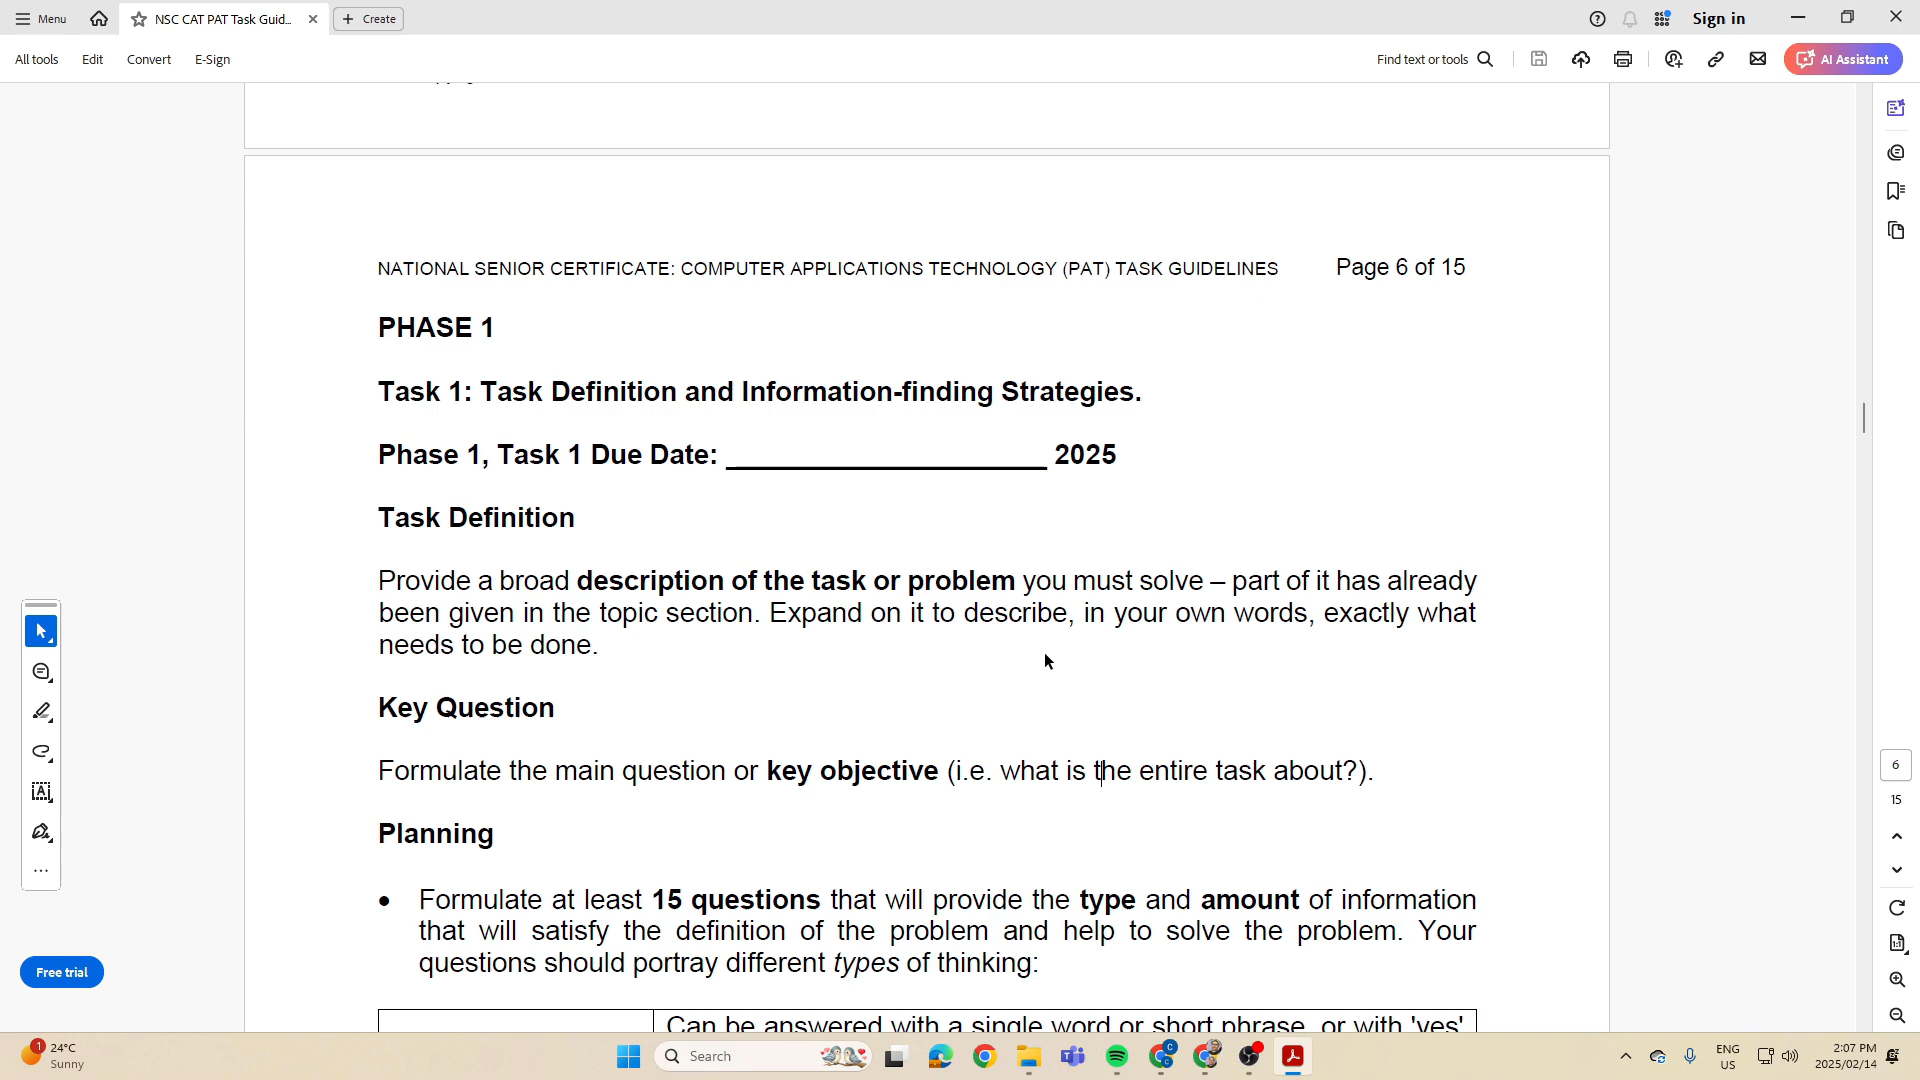 Menu
NSC CAT PAT Task Guid...
Create
Sign in
All tools
Edit
Convert
E-Sign
Find text or tools
AI Assistant
NATIONAL SENIOR CERTIFICATE: COMPUTER APPLICATIONS TECHNOLOGY (PAT) TASK GUIDELINES Page 6 of 15
PHASE 1
Task 1: Task Definition and Information-finding Strategies.
Phase 1, Task 1 Due Date: _____________________ 2025
Task Definition
Provide a broad description of the task or problem you must solve – part of it has already
been given in the topic section. Expand on it to describe, in your own words, exactly what
needs to be done.
Key Question
Formulate the main question or key objective (i.e. what is the entire task about?).
Planning
• Formulate at least 15 questions that will provide the type and amount of information
that will satisfy the definition of the problem and help to solve the problem. Your
questions should portray different types of thinking:
Can be answered with a single word or short phrase, or with 'yes'
6
15
Free trial
1
24°C
Sunny
Search
ENG
US
2:07 PM
2025/02/14